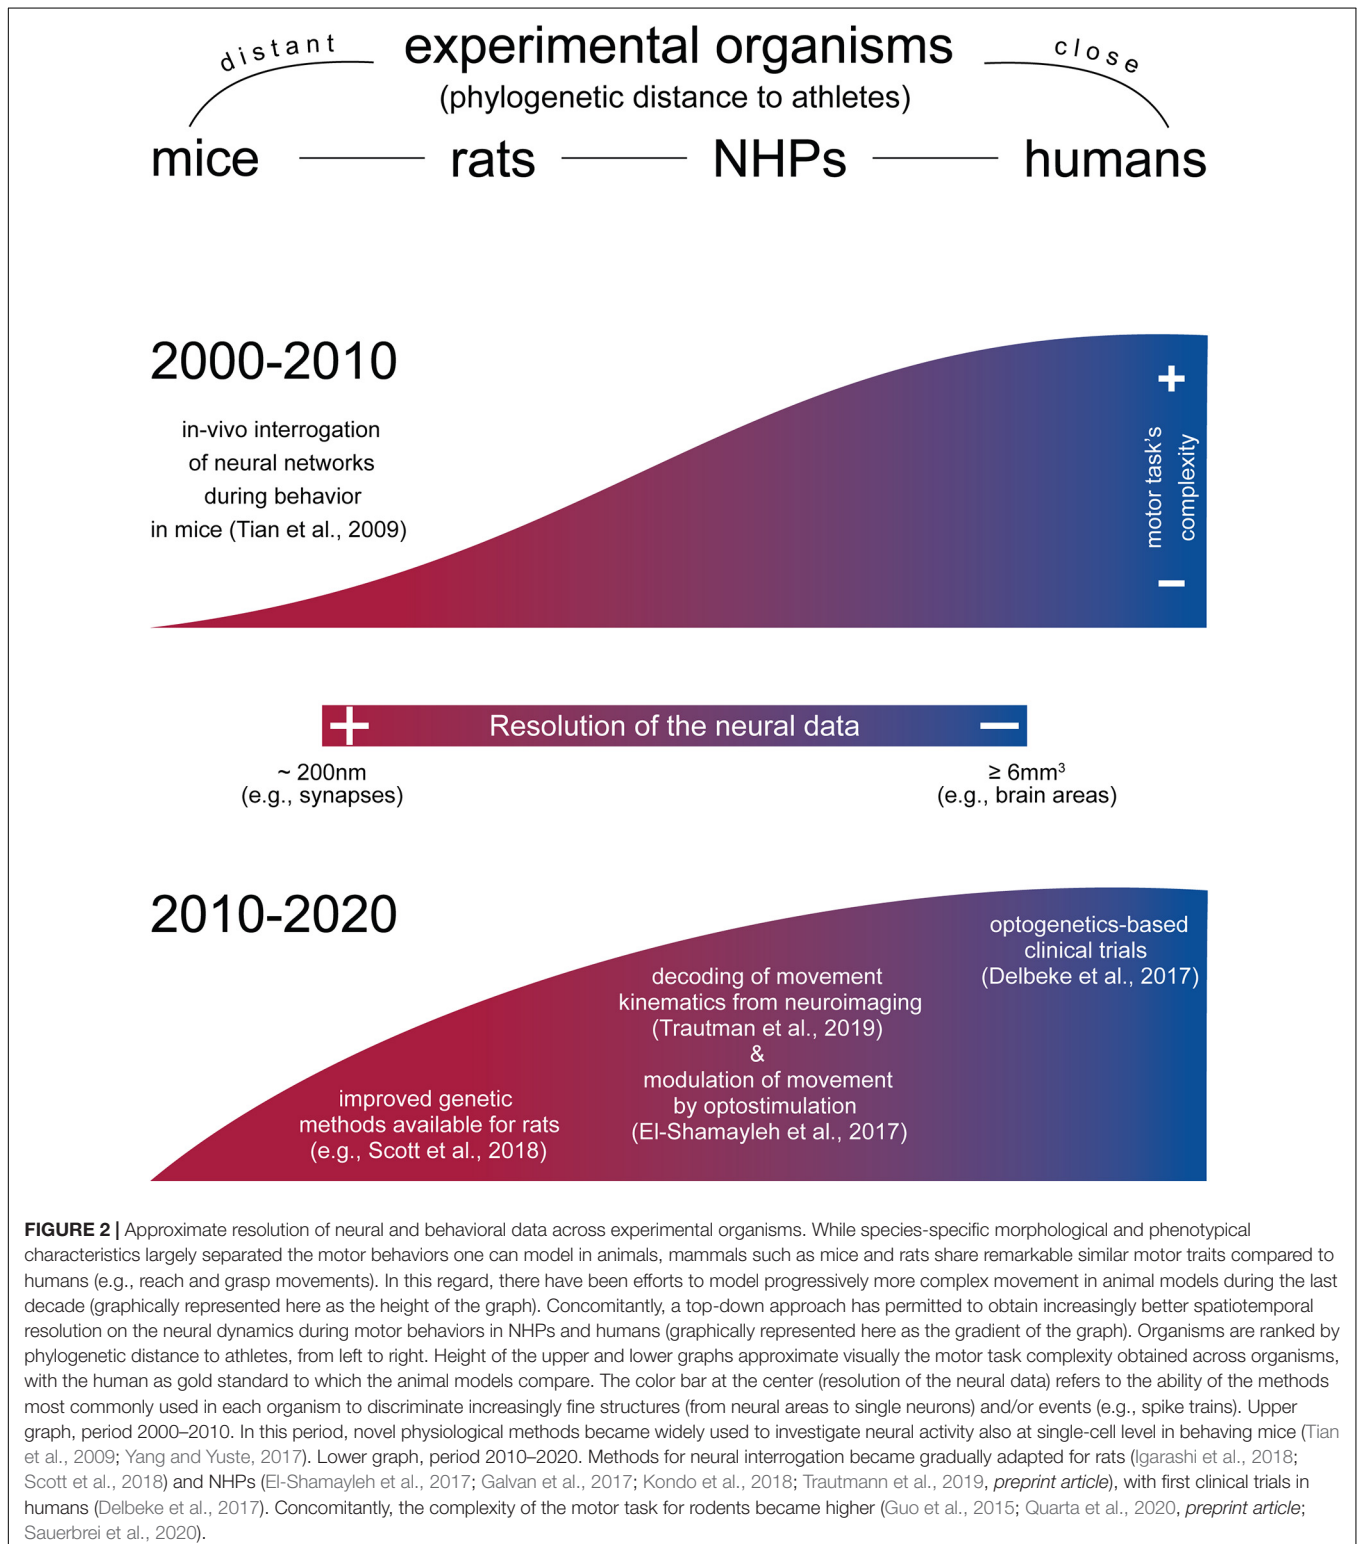 distant
experimental organisms
close
(phylogenetic distance to athletes)
mice
rats
NHPs
humans
2000-2010
in-vivo interrogation
of neural networks
during behavior
in mice (Tian et al., 2009)
+
motor task's
complexity
−
+ Resolution of the neural data −
~ 200nm
(e.g., synapses)
≥ 6mm³
(e.g., brain areas)
2010-2020
optogenetics-based
clinical trials
(Delbeke et al., 2017)
decoding of movement
kinematics from neuroimaging
(Trautman et al., 2019)
&
modulation of movement
by optostimulation
(El-Shamayleh et al., 2017)
improved genetic
methods available for rats
(e.g., Scott et al., 2018)
FIGURE 2 | Approximate resolution of neural and behavioral data across experimental organisms. While species-specific morphological and phenotypical
characteristics largely separated the motor behaviors one can model in animals, mammals such as mice and rats share remarkable similar motor traits compared to
humans (e.g., reach and grasp movements). In this regard, there have been efforts to model progressively more complex movement in animal models during the last
decade (graphically represented here as the height of the graph). Concomitantly, a top-down approach has permitted to obtain increasingly better spatiotemporal
resolution on the neural dynamics during motor behaviors in NHPs and humans (graphically represented here as the gradient of the graph). Organisms are ranked by
phylogenetic distance to athletes, from left to right. Height of the upper and lower graphs approximate visually the motor task complexity obtained across organisms,
with the human as gold standard to which the animal models compare. The color bar at the center (resolution of the neural data) refers to the ability of the methods
most commonly used in each organism to discriminate increasingly fine structures (from neural areas to single neurons) and/or events (e.g., spike trains). Upper
graph, period 2000–2010. In this period, novel physiological methods became widely used to investigate neural activity also at single-cell level in behaving mice (Tian
et al., 2009; Yang and Yuste, 2017). Lower graph, period 2010–2020. Methods for neural interrogation became gradually adapted for rats (Igarashi et al., 2018;
Scott et al., 2018) and NHPs (El-Shamayleh et al., 2017; Galvan et al., 2017; Kondo et al., 2018; Trautmann et al., 2019, preprint article), with first clinical trials in
humans (Delbeke et al., 2017). Concomitantly, the complexity of the motor task for rodents became higher (Guo et al., 2015; Quarta et al., 2020, preprint article;
Sauerbrei et al., 2020).